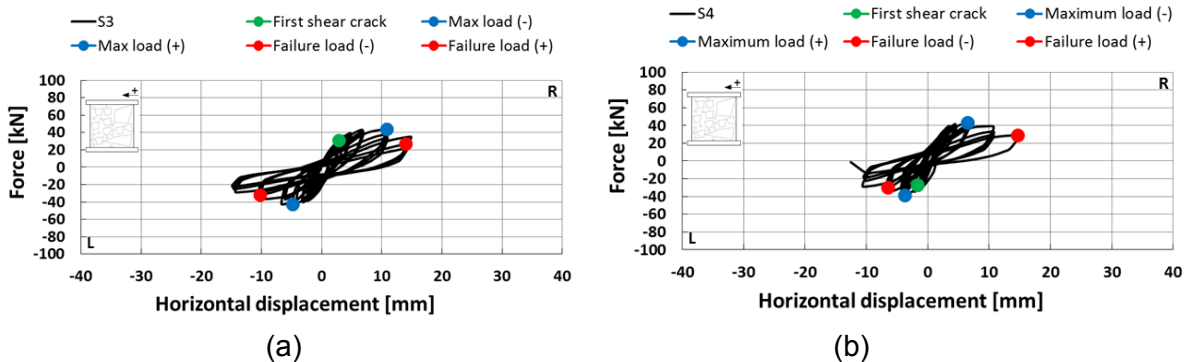 S3 First shear crack Max load (-)
Max load (+) Failure load (-) Failure load (+)
100
80
60
40
20
0
-20
-40
-60
-80
-100
Force [kN]
+
R
L
-40 -30 -20 -10 0 10 20 30 40
Horizontal displacement [mm]
(a)
S4 First shear crack Maximum load (-)
Maximum load (+) Failure load (-) Failure load (+)
100
80
60
40
20
0
-20
-40
-60
-80
-100
Force [kN]
+
R
L
-40 -30 -20 -10 0 10 20 30 40
Horizontal displacement [mm]
(b)